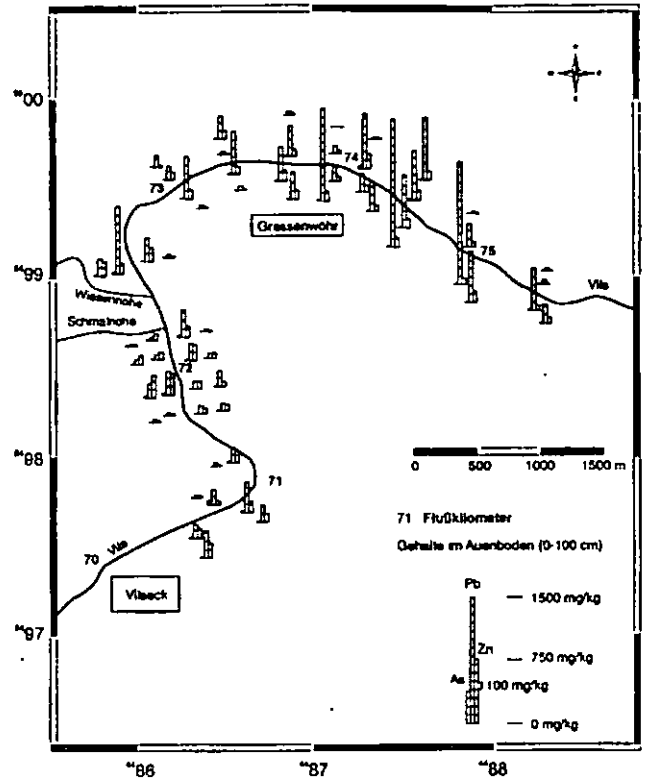 ⁴⁴00
⁴⁴99
⁴⁴98
⁴⁴97
⁴⁴86
⁴⁴87
⁴⁴88
73
74
75
Grassenwöhr
Vils
Wiesennohe
Schmalnohe
72
71
70
Vils
Vilseck
0 500 1000 1500 m
71 Flußkilometer
Gehalte im Auenboden (0-100 cm)
Pb
1500 mg/kg
Zn
750 mg/kg
As
100 mg/kg
0 mg/kg